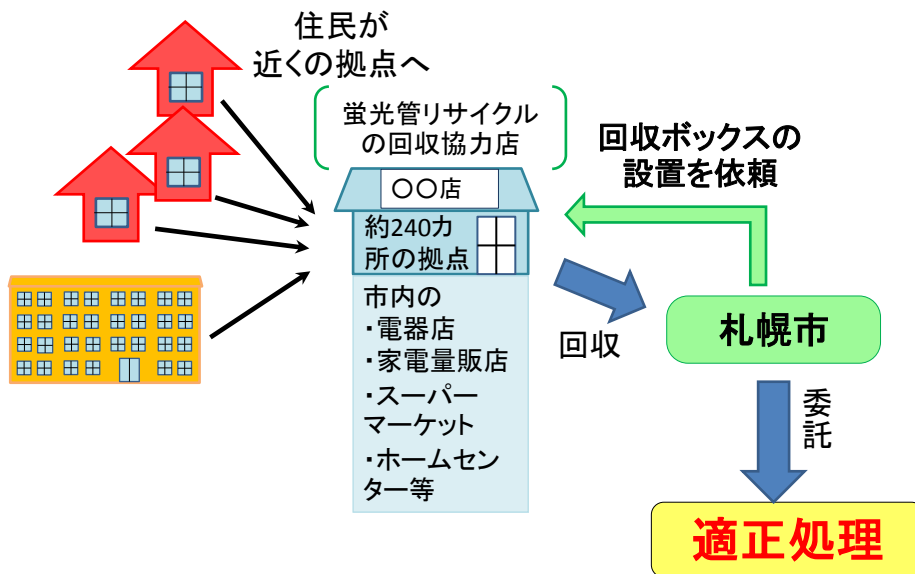 住民が
近くの拠点へ
蛍光管リサイクル
の回収協力店
〇〇店
約240カ
所の拠点
市内の
・電器店
・家電量販店
・スーパー
マーケット
・ホームセン
ター等
回収ボックスの
設置を依頼
回収
札幌市
委託
適正処理